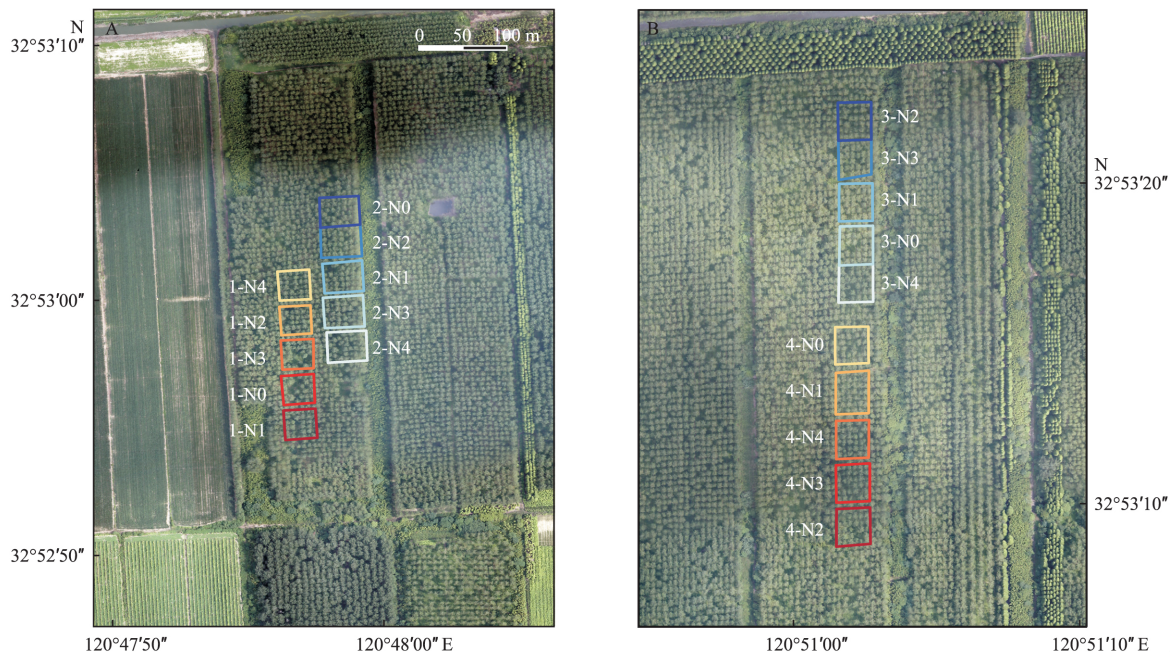 A
N
32°53′10″
32°53′00″
32°52′50″
0 50 100 m
2-N0
2-N2
2-N1
2-N3
2-N4
1-N4
1-N2
1-N3
1-N0
1-N1
120°47′50″
120°48′00″ E
B
3-N2
3-N3
3-N1
3-N0
3-N4
4-N0
4-N1
4-N4
4-N3
4-N2
N
32°53′20″
32°53′10″
120°51′00″
120°51′10″ E